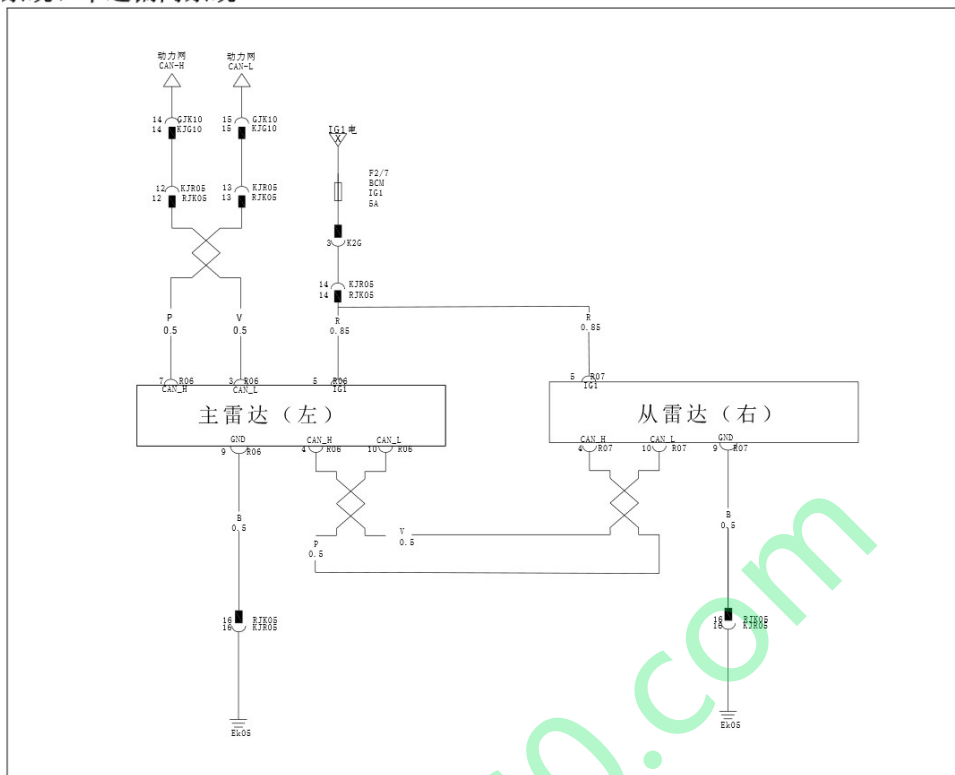 动力网
CAN-H
动力网
CAN-L
14 GJK10
14 KJG10
15 GJK10
15 KJG10
IG1电
F2/7
BCM
IG1
5A
12 KJR05
12 RJK05
13 KJR05
13 RJK05
3 K2G
14 KJR05
14 RJK05
P
0.5
V
0.5
R
0.85
R
0.85
7 R06
CAN_H
3 R06
CAN_L
5 R06
IG1
5 R07
IG1
主雷达（左）
从雷达（右）
GND
9 R06
CAN_H
4 R06
CAN_L
10 R06
CAN_H
4 R07
CAN_L
10 R07
GND
9 R07
B
0.5
P
0.5
V
0.5
B
0.5
16 RJK05
16 KJR05
16 RJK05
16 KJR05
Ek05
Ek05